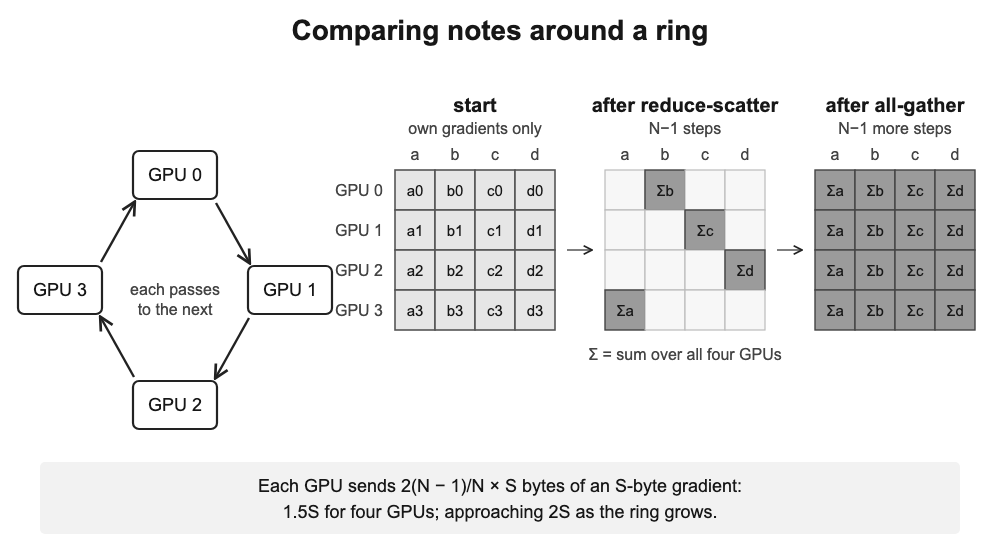 Comparing notes around a ring
start
own gradients only
after reduce-scatter
N−1 steps
after all-gather
N−1 more steps
GPU 0
GPU 3
each passes
to the next
GPU 1
GPU 2
a b c d
GPU 0 a0 b0 c0 d0
GPU 1 a1 b1 c1 d1
GPU 2 a2 b2 c2 d2
GPU 3 a3 b3 c3 d3
a b c d
Σb
Σc
Σd
Σa
Σ = sum over all four GPUs
a b c d
Σa Σb Σc Σd
Σa Σb Σc Σd
Σa Σb Σc Σd
Σa Σb Σc Σd
Each GPU sends 2(N − 1)/N × S bytes of an S-byte gradient:
1.5S for four GPUs; approaching 2S as the ring grows.